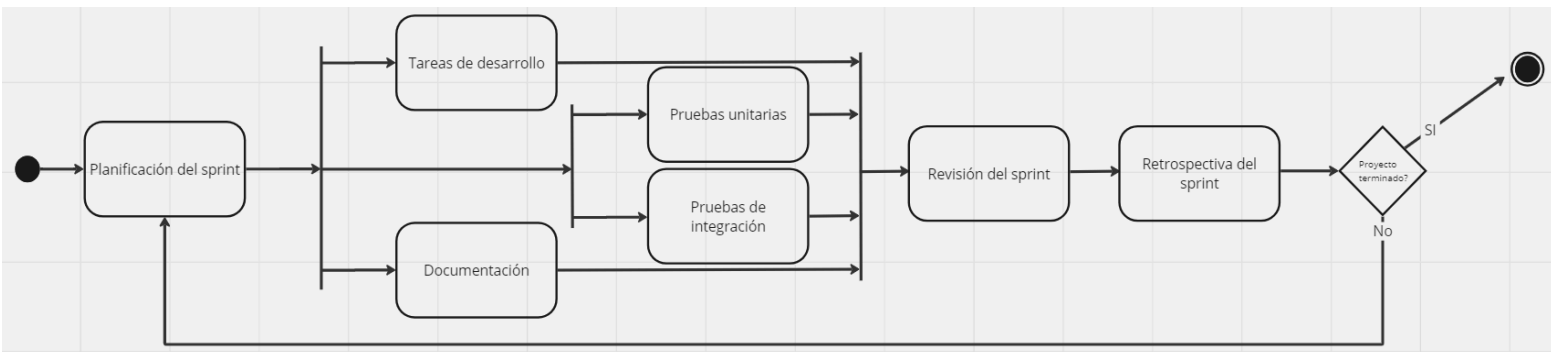 Planificación del sprint
Tareas de desarrollo
Pruebas unitarias
Pruebas de
integración
Documentación
Revisión del sprint
Retrospectiva del
sprint
Proyecto
terminado?
SI
No